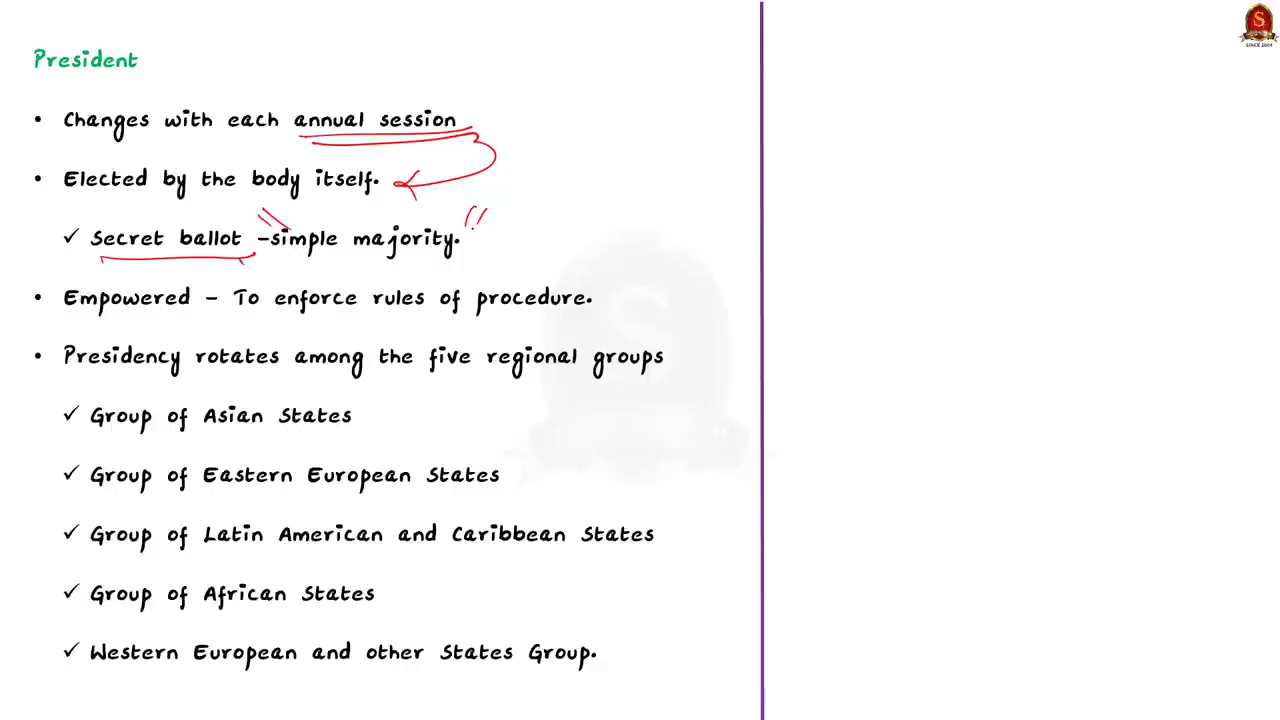 President
• Changes with each annual session
• Elected by the body itself.
✓ Secret ballot -simple majority.
• Empowered - To enforce rules of procedure.
• Presidency rotates among the five regional groups
✓ Group of Asian States
✓ Group of Eastern European States
✓ Group of Latin American and Caribbean States
✓ Group of African States
✓ Western European and other States Group.
S
SINCE 2004